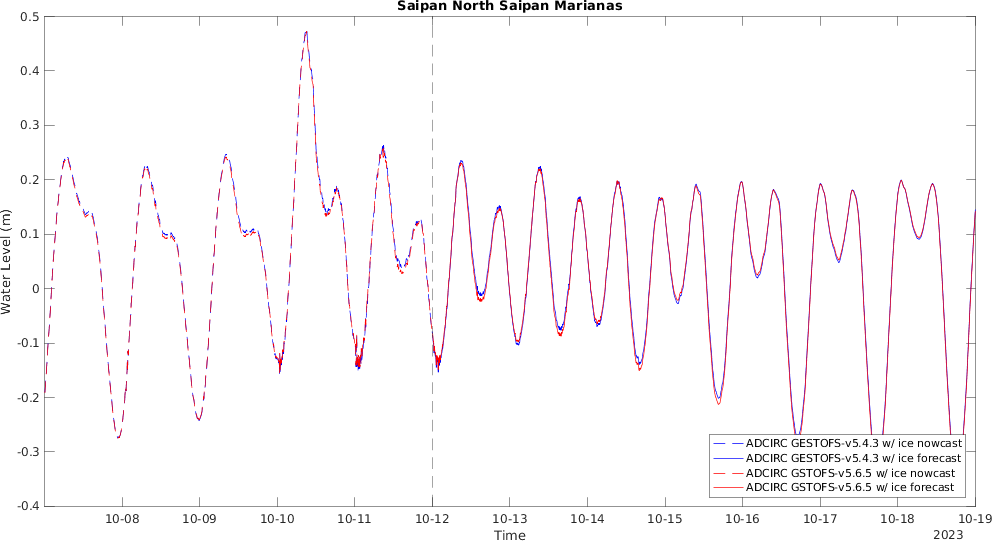 Saipan North Saipan Marianas
Water Level (m)
0.5
0.4
0.3
0.2
0.1
0
-0.1
-0.2
-0.3
-0.4
ADCIRC GESTOFS-v5.4.3 w/ ice nowcast
ADCIRC GESTOFS-v5.4.3 w/ ice forecast
ADCIRC GSTOFS-v5.6.5 w/ ice nowcast
ADCIRC GSTOFS-v5.6.5 w/ ice forecast
10-08 10-09 10-10 10-11 10-12 10-13 10-14 10-15 10-16 10-17 10-18 10-19
Time
2023